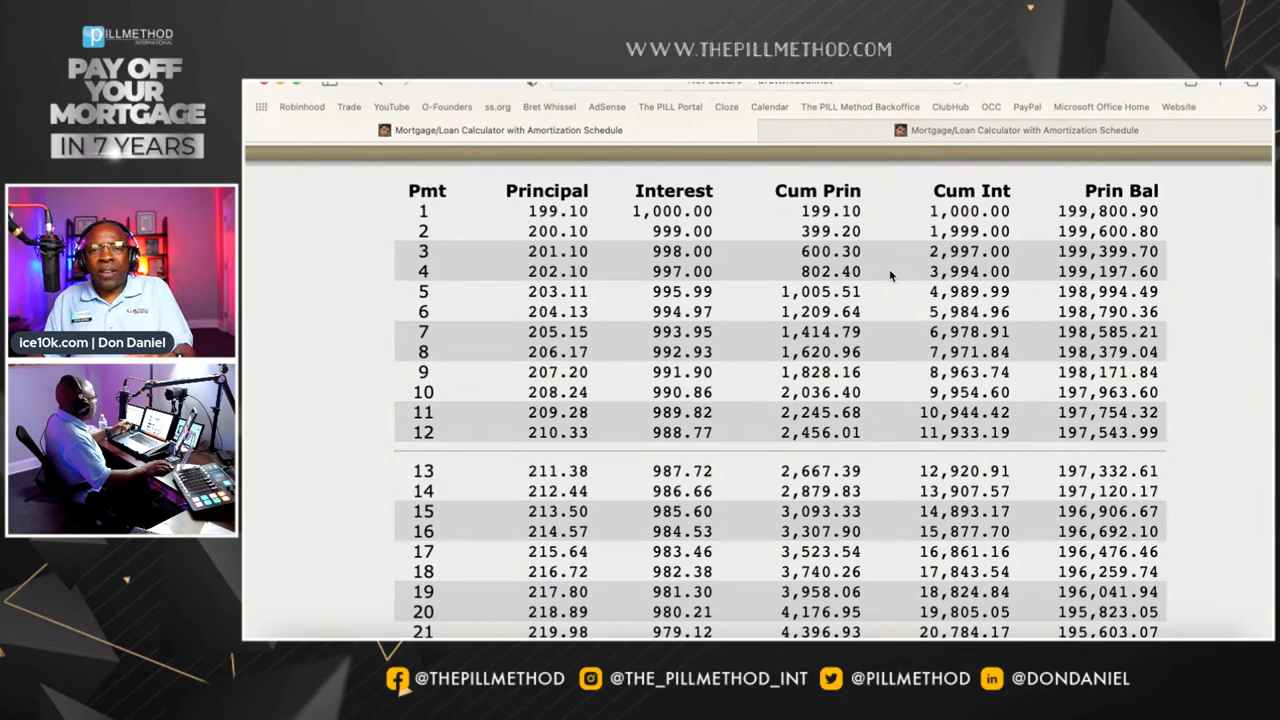 PILLMETHOD
INTERNATIONAL
PAY OFF
YOUR
MORTGAGE
IN 7 YEARS
WWW.THEPILLMETHOD.COM
Robinhood Trade YouTube O-Founders ss.org Bret Whissel AdSense The PILL Portal Cloze Calendar The PILL Method Backoffice ClubHub OCC PayPal Microsoft Office Home Website
Mortgage/Loan Calculator with Amortization Schedule Mortgage/Loan Calculator with Amortization Schedule
Pmt Principal Interest Cum Prin Cum Int Prin Bal
1 199.10 1,000.00 199.10 1,000.00 199,800.90
2 200.10 999.00 399.20 1,999.00 199,600.80
3 201.10 998.00 600.30 2,997.00 199,399.70
4 202.10 997.00 802.40 3,994.00 199,197.60
5 203.11 995.99 1,005.51 4,989.99 198,994.49
6 204.13 994.97 1,209.64 5,984.96 198,790.36
7 205.15 993.95 1,414.79 6,978.91 198,585.21
8 206.17 992.93 1,620.96 7,971.84 198,379.04
9 207.20 991.90 1,828.16 8,963.74 198,171.84
10 208.24 990.86 2,036.40 9,954.60 197,963.60
11 209.28 989.82 2,245.68 10,944.42 197,754.32
12 210.33 988.77 2,456.01 11,933.19 197,543.99
13 211.38 987.72 2,667.39 12,920.91 197,332.61
14 212.44 986.66 2,879.83 13,907.57 197,120.17
15 213.50 985.60 3,093.33 14,893.17 196,906.67
16 214.57 984.53 3,307.90 15,877.70 196,692.10
17 215.64 983.46 3,523.54 16,861.16 196,476.46
18 216.72 982.38 3,740.26 17,843.54 196,259.74
19 217.80 981.30 3,958.06 18,824.84 196,041.94
20 218.89 980.21 4,176.95 19,805.05 195,823.05
21 219.98 979.12 4,396.93 20,784.17 195,603.07
ice10k.com | Don Daniel
@THEPILLMETHOD @THE_PILLMETHOD_INT @PILLMETHOD @DONDANIEL